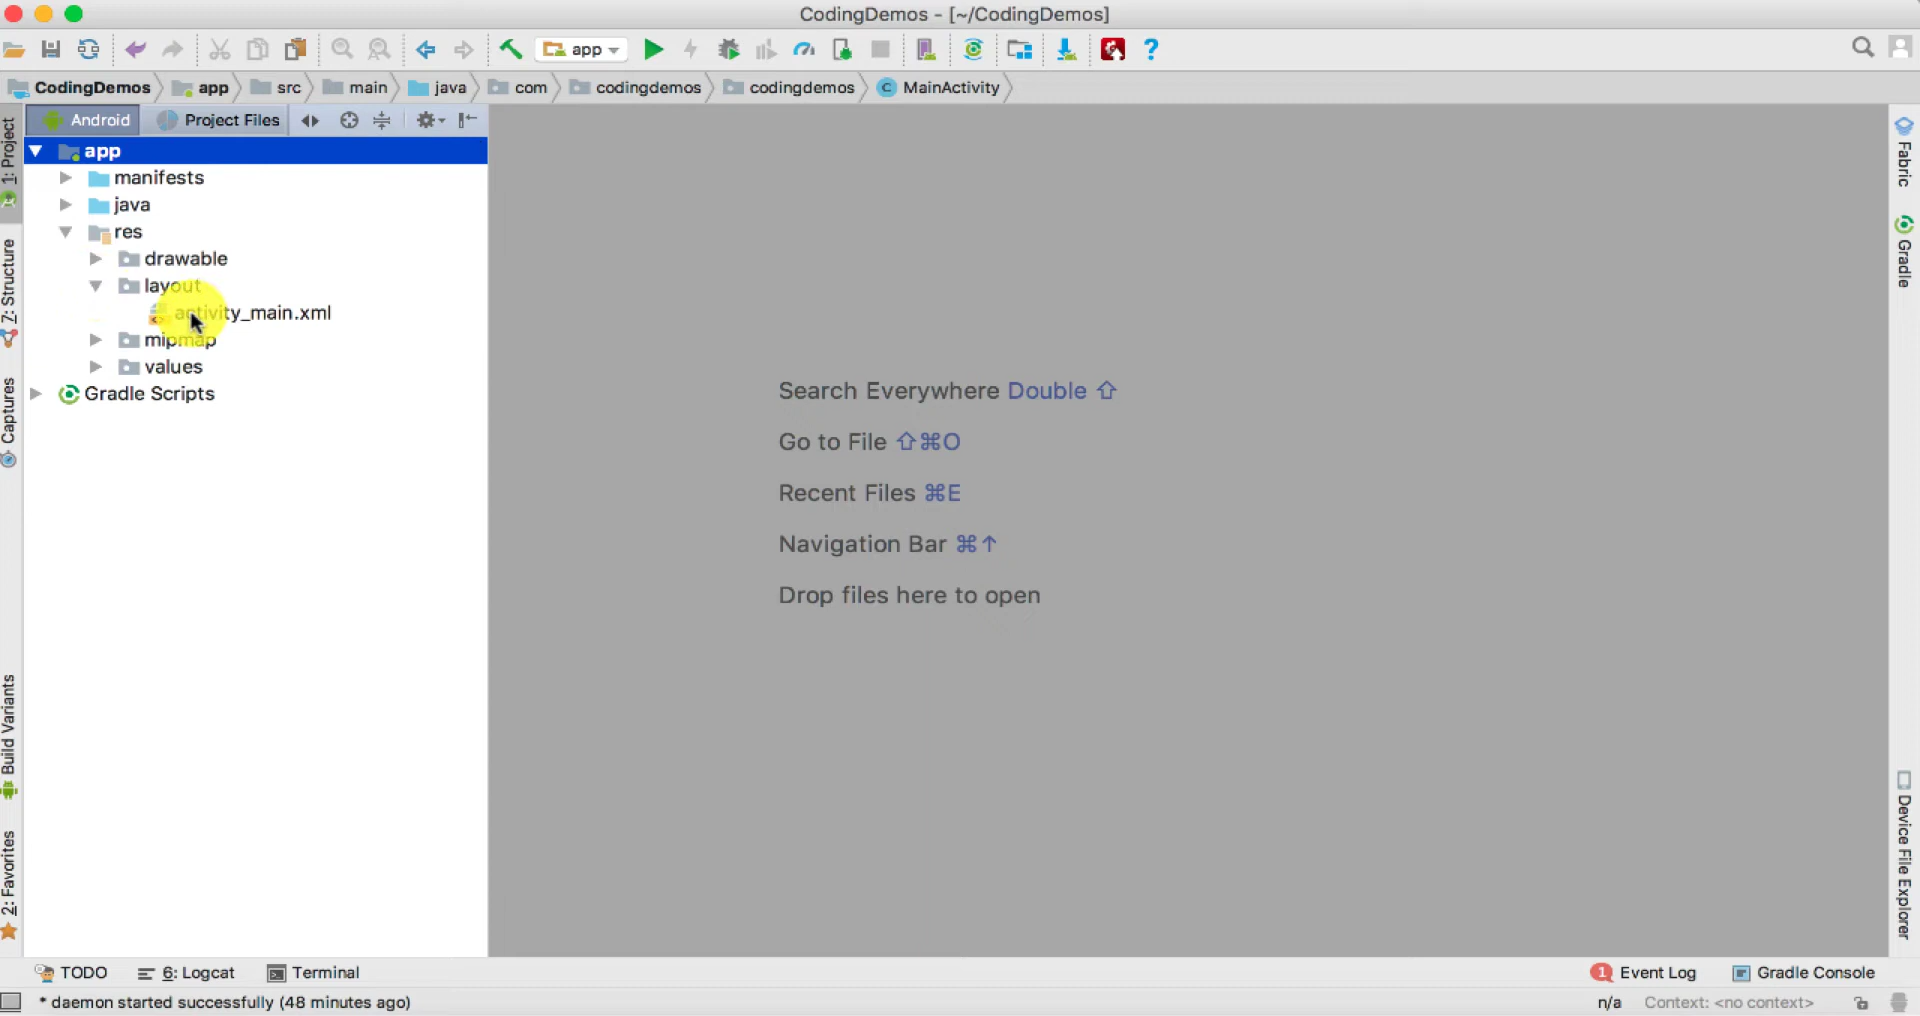 CodingDemos - [~/CodingDemos]
app
?
CodingDemos app src main java com codingdemos codingdemos C MainActivity
Android Project Files
1: Project
7: Structure
Captures
Build Variants
2: Favorites
app
manifests
java
res
drawable
layout
activity_main.xml
mipmap
values
Gradle Scripts
Search Everywhere Double ⇧
Go to File ⇧⌘O
Recent Files ⌘E
Navigation Bar ⌘↑
Drop files here to open
Fabric
Gradle
Device File Explorer
TODO 6: Logcat Terminal 1 Event Log Gradle Console
* daemon started successfully (48 minutes ago) n/a Context: <no context>